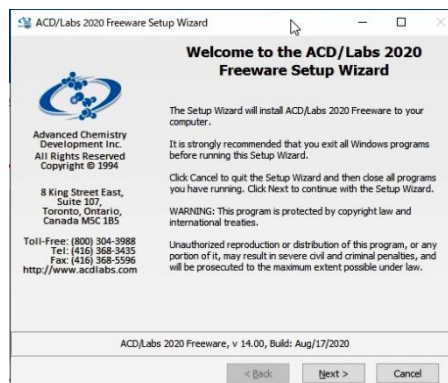 ACD/Labs 2020 Freeware Setup Wizard
Welcome to the ACD/Labs 2020
Freeware Setup Wizard
The Setup Wizard will install ACD/Labs 2020 Freeware to your
computer.
It is strongly recommended that you exit all Windows programs
before running this Setup Wizard.
Click Cancel to quit the Setup Wizard and then close all programs
you have running. Click Next to continue with the Setup Wizard.
WARNING: This program is protected by copyright law and
international treaties.
Unauthorized reproduction or distribution of this program, or any
portion of it, may result in severe civil and criminal penalties, and
will be prosecuted to the maximum extent possible under law.
Advanced Chemistry
Development Inc.
All Rights Reserved
Copyright © 1994
8 King Street East,
Suite 107,
Toronto, Ontario,
Canada M5C 1B5
Toll-Free: (800) 304-3988
Tel: (416) 368-3435
Fax: (416) 368-5596
http://www.acdlabs.com
ACD/Labs 2020 Freeware, v 14.00, Build: Aug/17/2020
< Back Next > Cancel